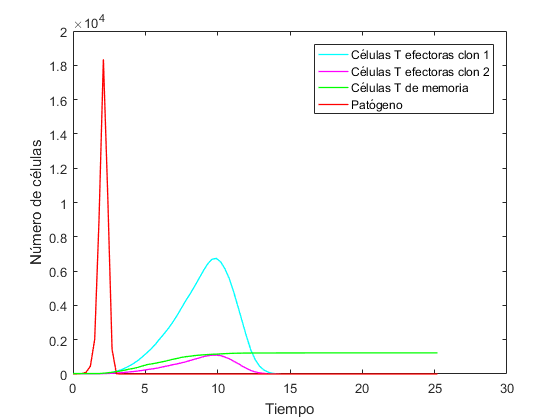 ×10⁴
2
1.8
1.6
1.4
1.2
1
0.8
0.6
0.4
0.2
0
Número de células
Células T efectoras clon 1
Células T efectoras clon 2
Células T de memoria
Patógeno
0 5 10 15 20 25 30
Tiempo